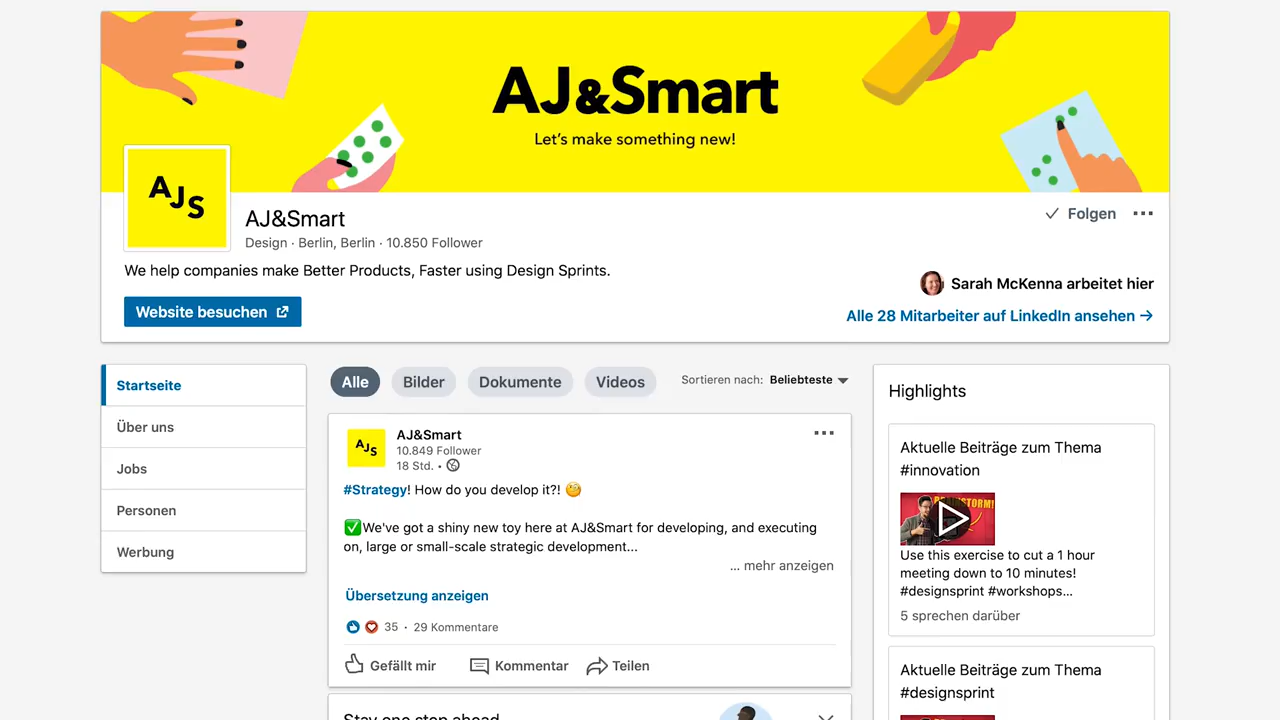 AJ&Smart
Let's make something new!
AJS
AJ&Smart
Design · Berlin, Berlin · 10.850 Follower
We help companies make Better Products, Faster using Design Sprints.
Website besuchen
Folgen
Sarah McKenna arbeitet hier
Alle 28 Mitarbeiter auf LinkedIn ansehen →
Startseite
Über uns
Jobs
Personen
Werbung
Alle
Bilder
Dokumente
Videos
Sortieren nach: Beliebteste
AJS
AJ&Smart
10.849 Follower
18 Std. •
#Strategy! How do you develop it?! 🧐
✅We've got a shiny new toy here at AJ&Smart for developing, and executing
on, large or small-scale strategic development...
... mehr anzeigen
Übersetzung anzeigen
35 · 29 Kommentare
Gefällt mir
Kommentar
Teilen
Stay one step ahead
Highlights
Aktuelle Beiträge zum Thema
#innovation
BRAINSTORM!
Use this exercise to cut a 1 hour
meeting down to 10 minutes!
#designsprint #workshops...
5 sprechen darüber
Aktuelle Beiträge zum Thema
#designsprint